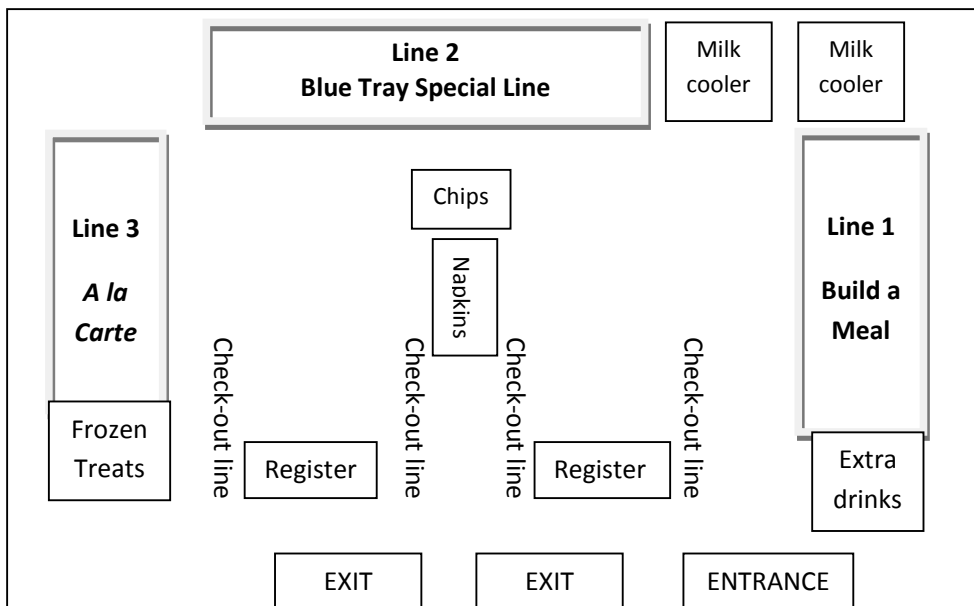 Line 2
Blue Tray Special Line
Milk
cooler
Milk
cooler
Line 3
A la
Carte
Chips
Napkins
Line 1
Build a
Meal
Check-out line
Check-out line
Check-out line
Check-out line
Frozen
Treats
Register
Register
Extra
drinks
EXIT
EXIT
ENTRANCE